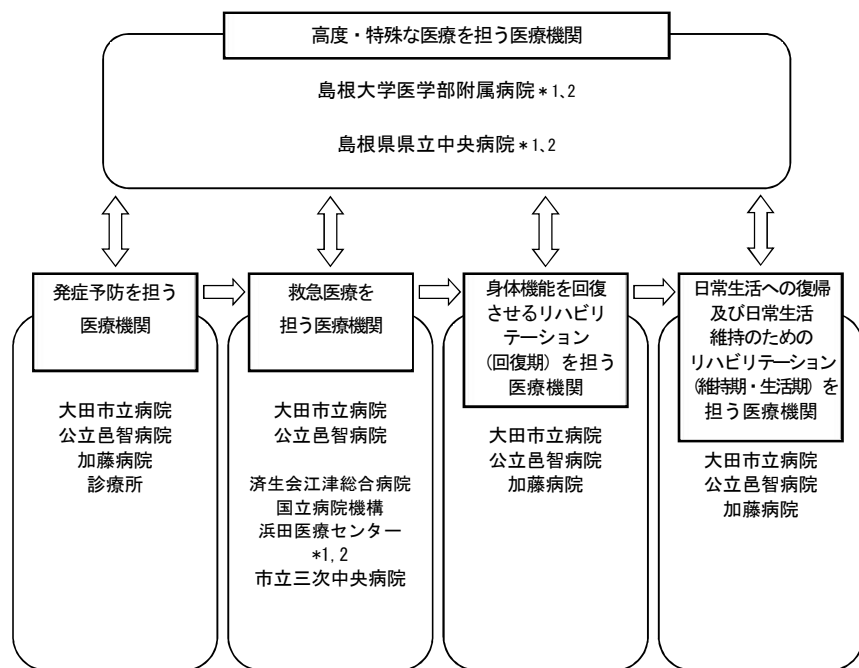 高度・特殊な医療を担う医療機関
島根大学医学部附属病院＊1、2
島根県県立中央病院＊1、2
発症予防を担う
医療機関
大田市立病院
公立邑智病院
加藤病院
診療所
救急医療を
担う医療機関
大田市立病院
公立邑智病院
済生会江津総合病院
国立病院機構
浜田医療センター
*1,2
市立三次中央病院
身体機能を回復
させるリハビリ
テーション
（回復期）を担う
医療機関
大田市立病院
公立邑智病院
加藤病院
日常生活への復帰
及び日常生活
維持のための
リハビリテーション
（維持期・生活期）を
担う医療機関
大田市立病院
公立邑智病院
加藤病院